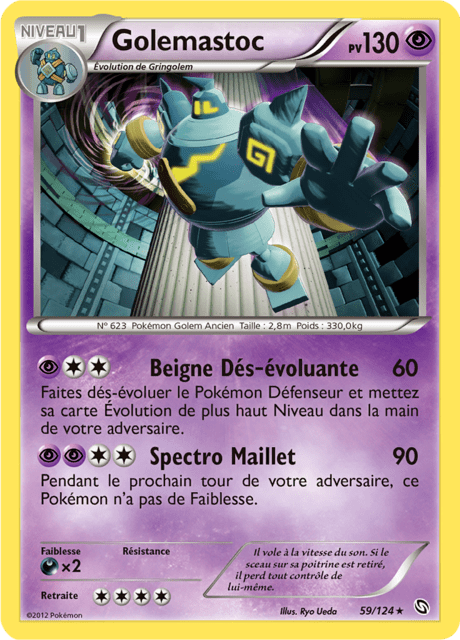 NIVEAU 1
Golemastoc
PV 130
Évolution de Gringolem
N° 623 Pokémon Golem Ancien Taille : 2,8m Poids : 330,0kg
Beigne Dés-évoluante 60
Faites dés-évoluer le Pokémon Défenseur et mettez
sa carte Évolution de plus haut Niveau dans la main
de votre adversaire.
Spectro Maillet 90
Pendant le prochain tour de votre adversaire, ce
Pokémon n'a pas de Faiblesse.
Faiblesse Résistance
×2
Retraite
Il vole à la vitesse du son. Si le
sceau sur sa poitrine est retiré,
il perd tout contrôle de
lui-même.
©2012 Pokémon
Illus. Ryo Ueda
59/124 ★